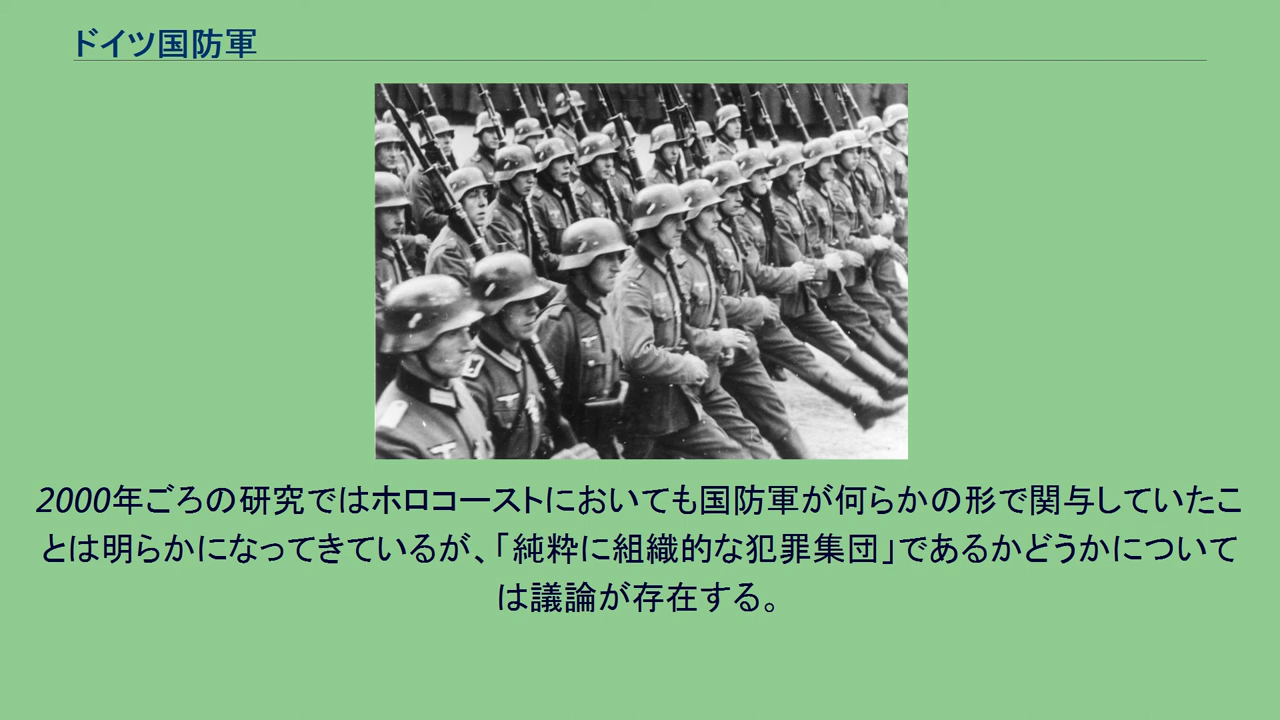 ドイツ国防軍
2000年ごろの研究ではホロコーストにおいても国防軍が何らかの形で関与していたこ
とは明らかになってきているが、「純粋に組織的な犯罪集団」であるかどうかについて
は議論が存在する。